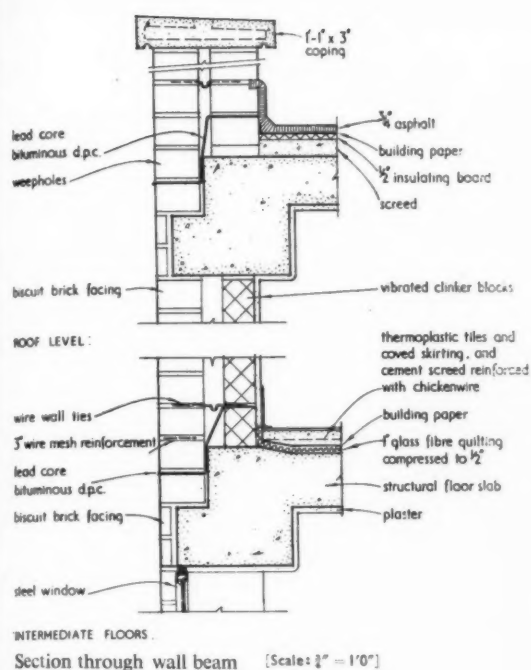 1'-1" x 3"
coping
lead core
bituminous d.p.c.
weepholes
¾" asphalt
building paper
½" insulating board
screed
biscuit brick facing
vibrated clinker blocks
ROOF LEVEL:
thermoplastic tiles and
coved skirting, and
cement screed reinforced
with chickenwire
building paper
1" glass fibre quilting
compressed to ½"
structural floor slab
plaster
wire wall ties
3" wire mesh reinforcement
lead core
bituminous d.p.c.
biscuit brick facing
steel window
INTERMEDIATE FLOORS.
Section through wall beam [Scale: ¾" = 1'0"]